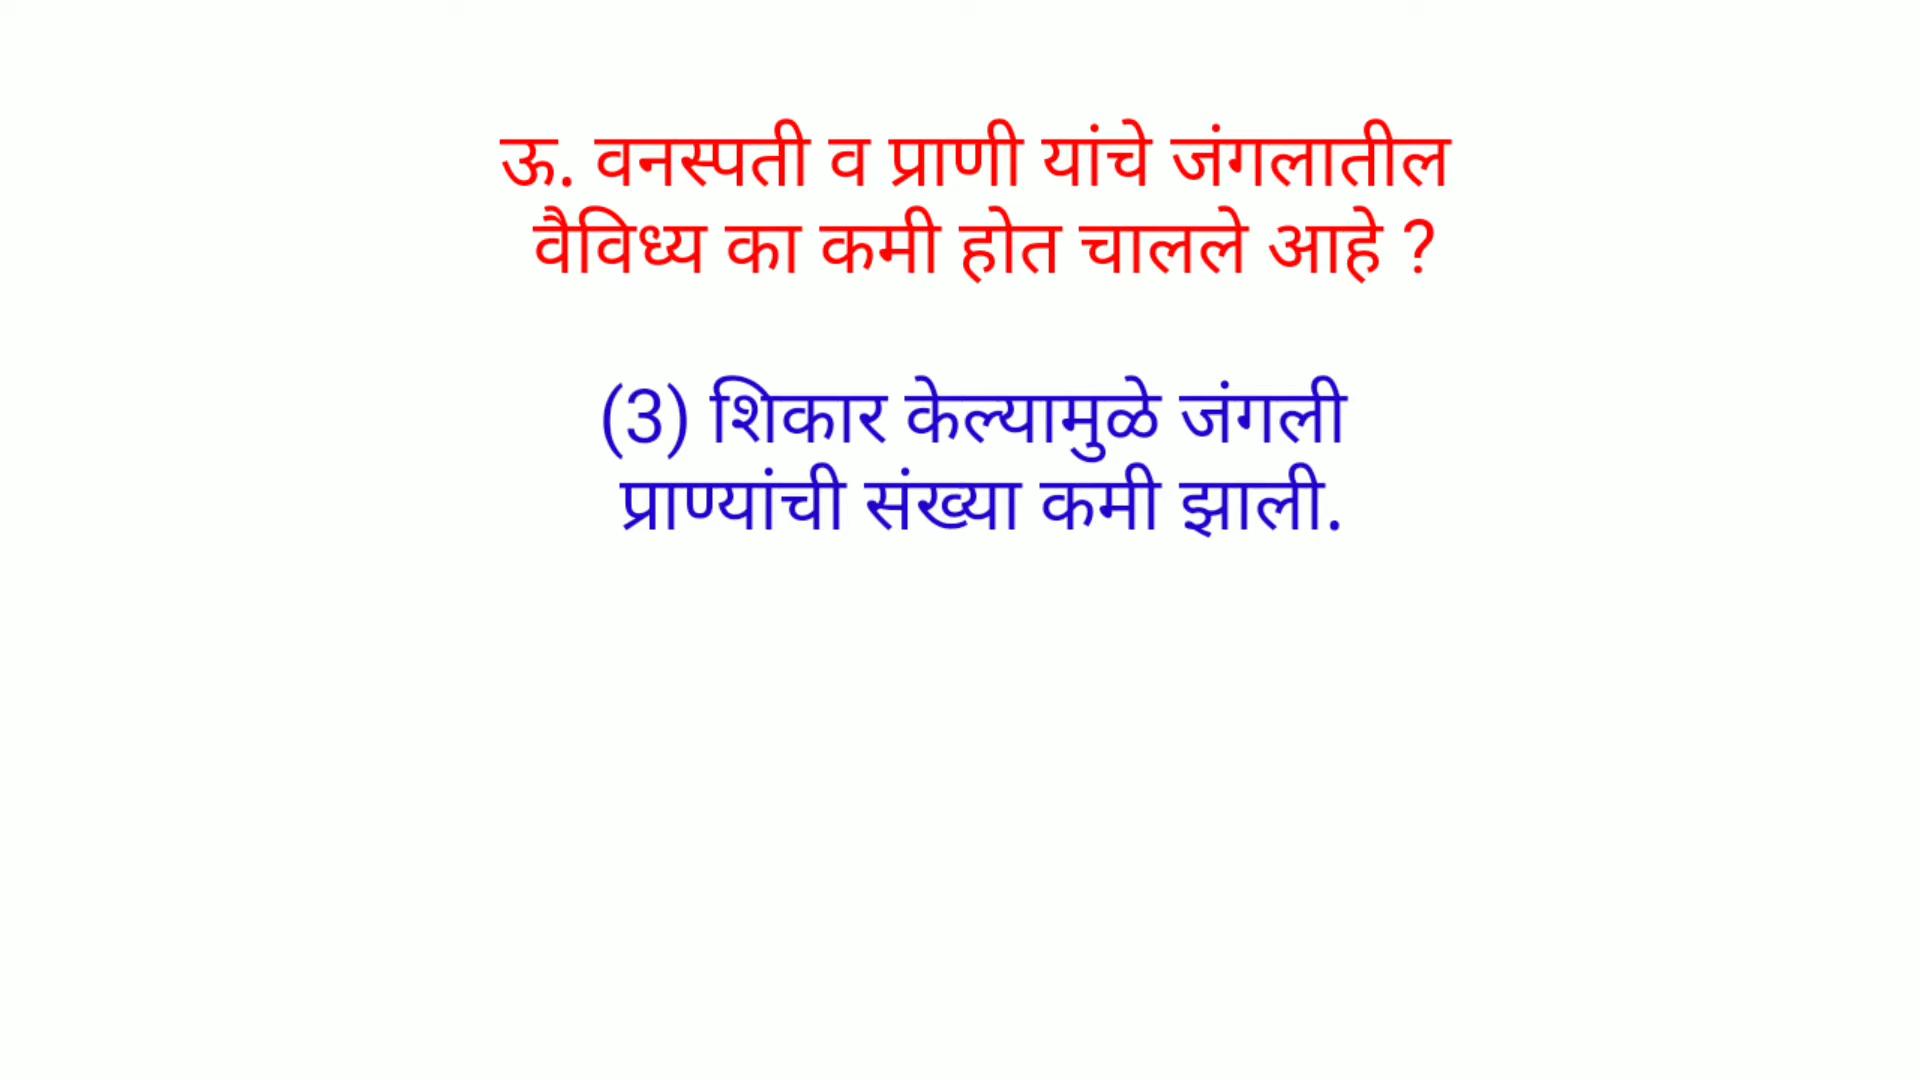 ऊ. वनस्पती व प्राणी यांचे जंगलातील
वैविध्य का कमी होत चालले आहे ?
(3) शिकार केल्यामुळे जंगली
प्राण्यांची संख्या कमी झाली.